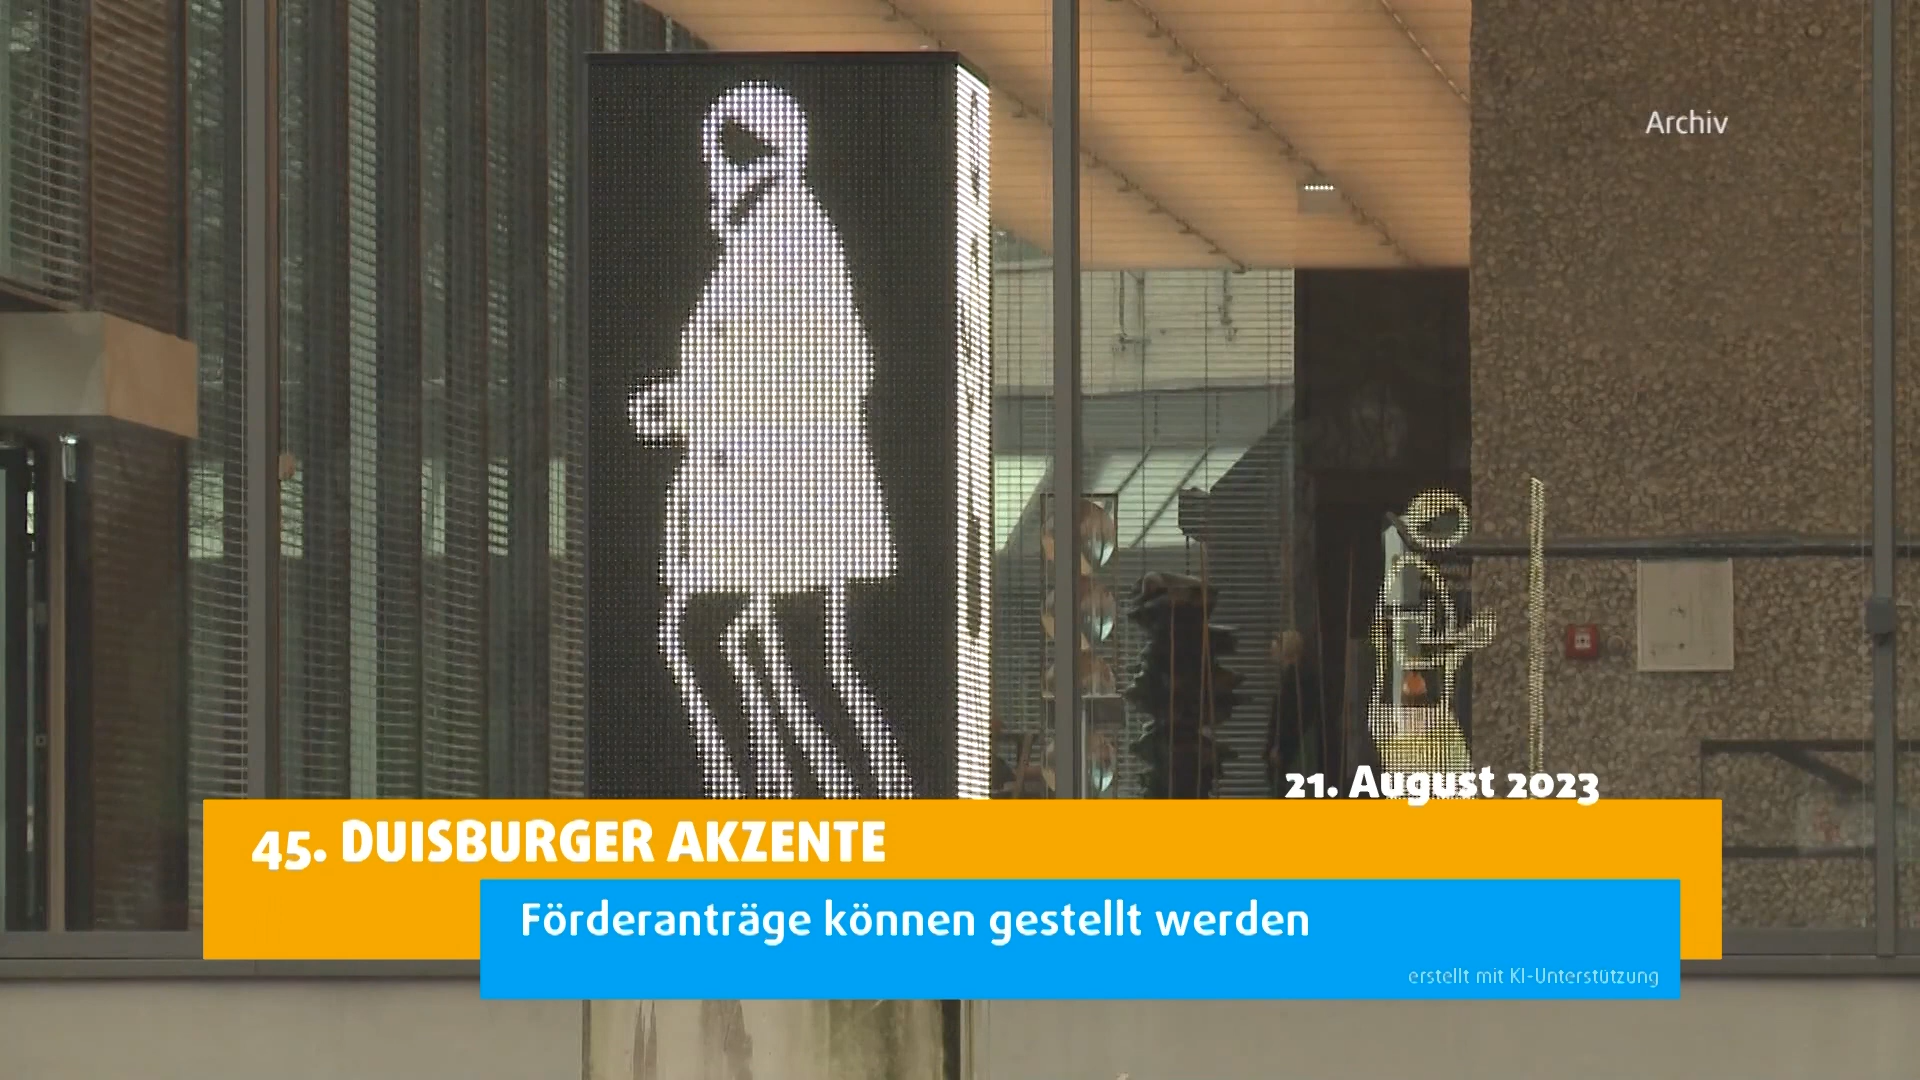 Archiv
21. August 2023
45. DUISBURGER AKZENTE
Förderanträge können gestellt werden
erstellt mit KI-Unterstützung